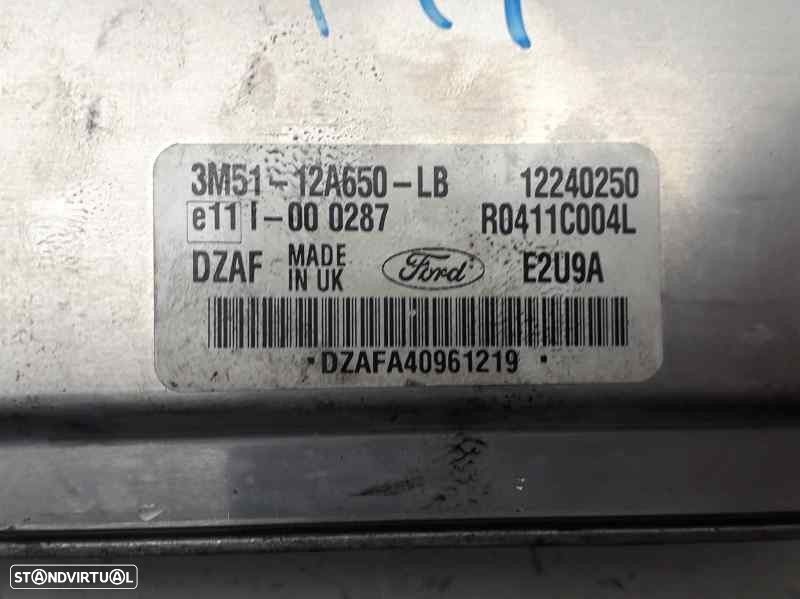 3M51-12A650-LB 12240250
e11 I-00 0287 R0411C004L
DZAF MADE IN UK Ford E2U9A
·DZAFA40961219·
STANDVIRTUAL